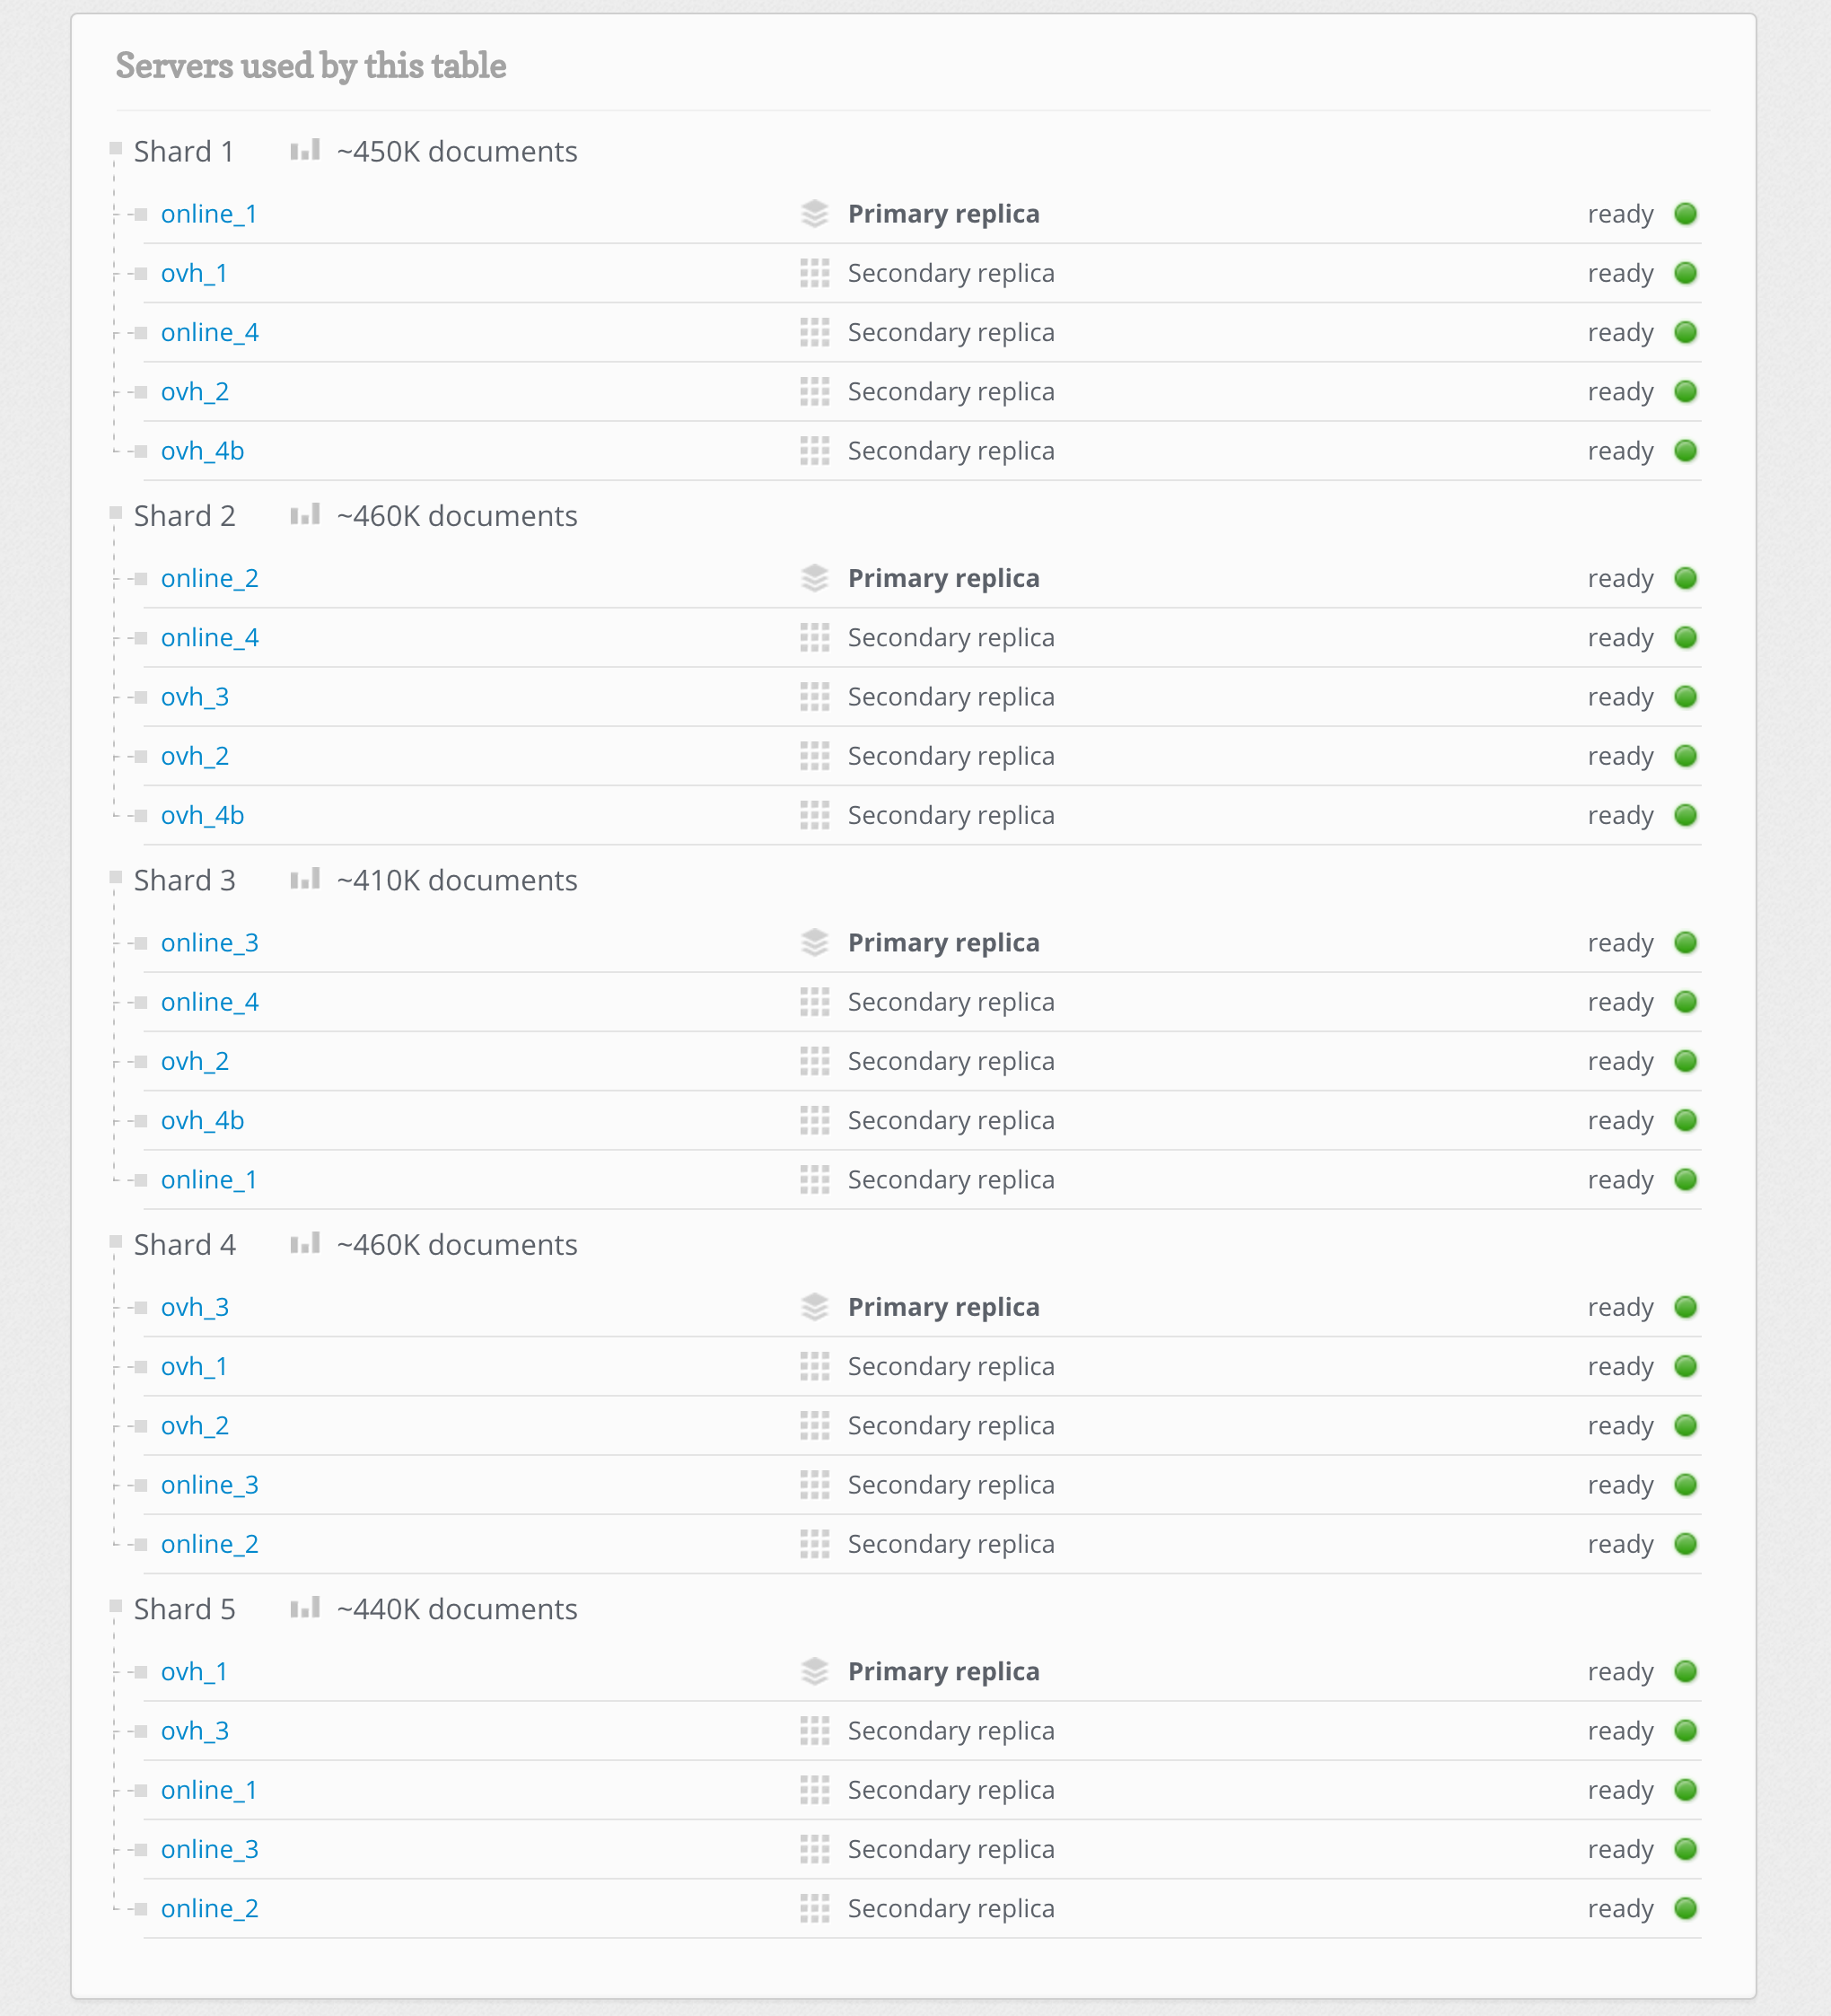 Servers used by this table
Shard 1 ~450K documents
online_1 Primary replica ready
ovh_1 Secondary replica ready
online_4 Secondary replica ready
ovh_2 Secondary replica ready
ovh_4b Secondary replica ready
Shard 2 ~460K documents
online_2 Primary replica ready
online_4 Secondary replica ready
ovh_3 Secondary replica ready
ovh_2 Secondary replica ready
ovh_4b Secondary replica ready
Shard 3 ~410K documents
online_3 Primary replica ready
online_4 Secondary replica ready
ovh_2 Secondary replica ready
ovh_4b Secondary replica ready
online_1 Secondary replica ready
Shard 4 ~460K documents
ovh_3 Primary replica ready
ovh_1 Secondary replica ready
ovh_2 Secondary replica ready
online_3 Secondary replica ready
online_2 Secondary replica ready
Shard 5 ~440K documents
ovh_1 Primary replica ready
ovh_3 Secondary replica ready
online_1 Secondary replica ready
online_3 Secondary replica ready
online_2 Secondary replica ready